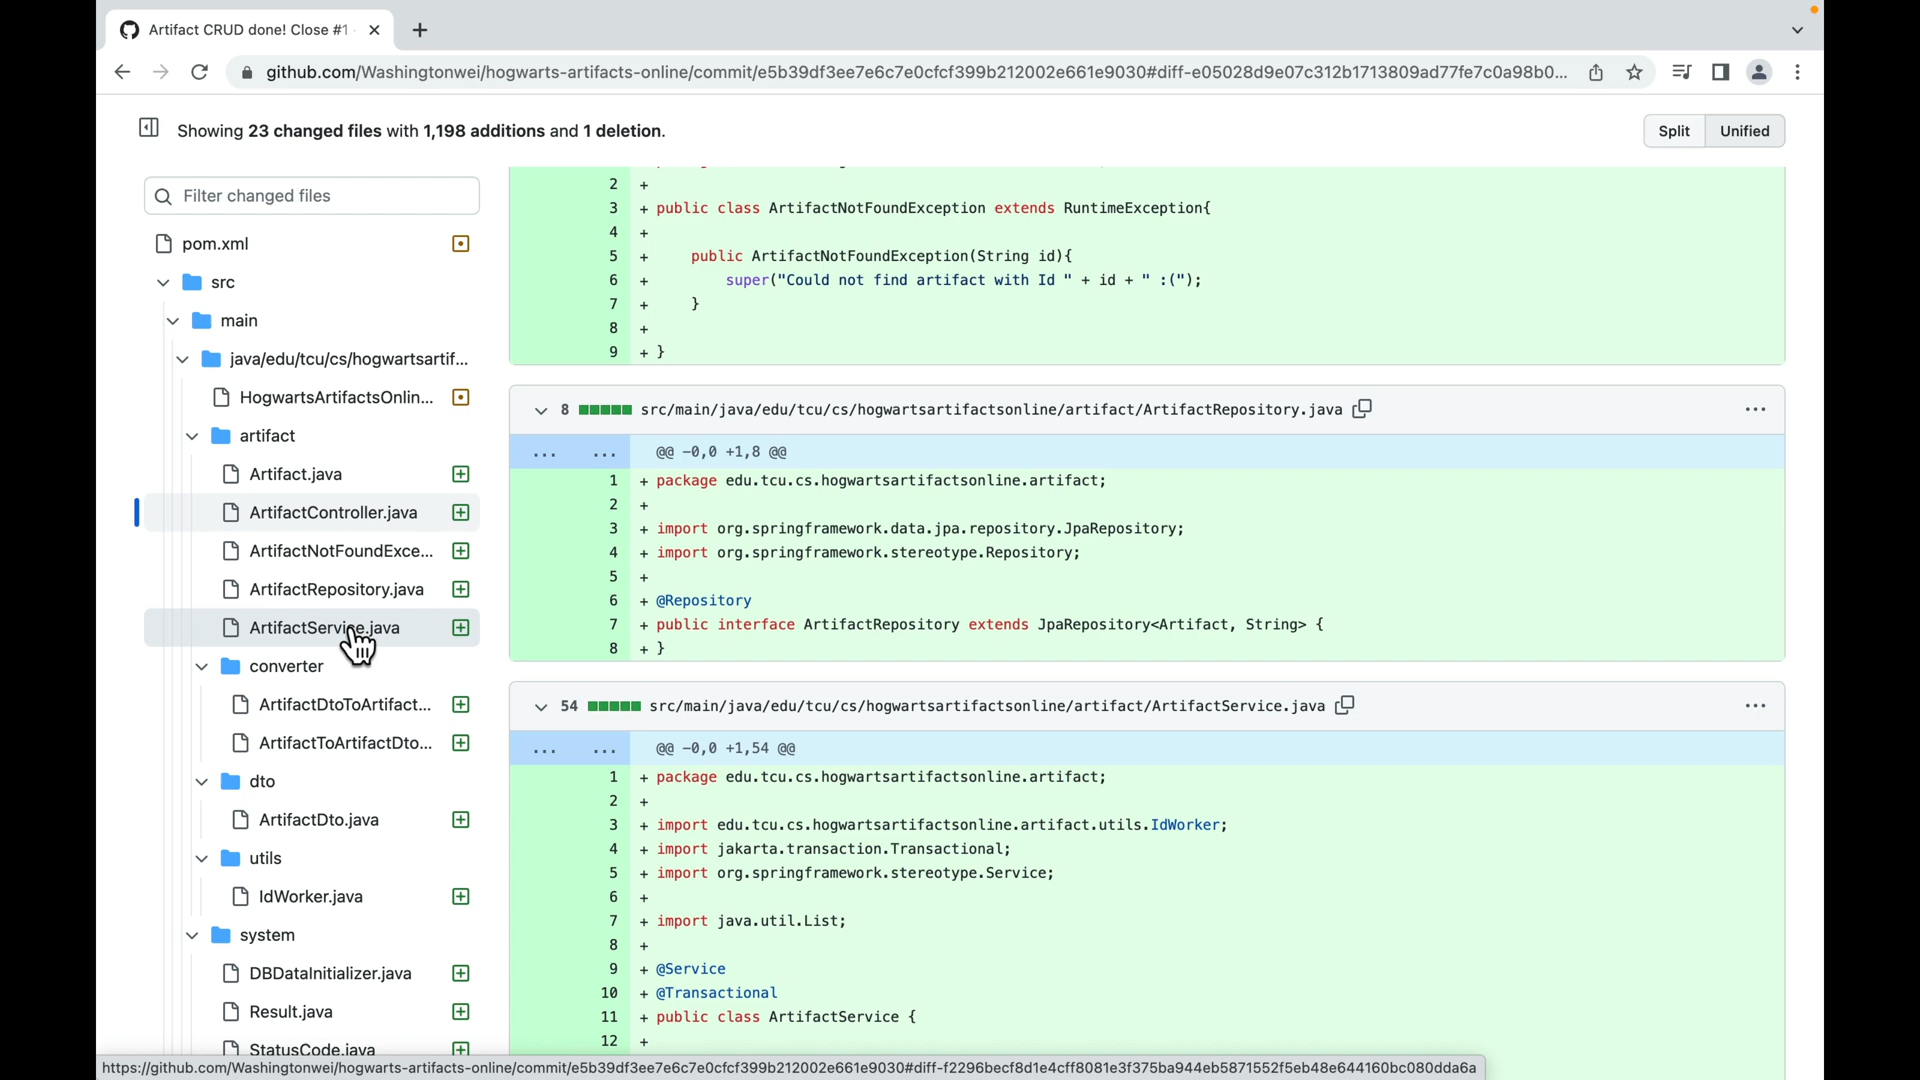 Artifact CRUD done! Close #1
github.com/Washingtonwei/hogwarts-artifacts-online/commit/e5b39df3ee7e6c7e0cfcf399b212002e661e9030#diff-e05028d9e07c312b1713809ad77fe7c0a98b0...
Showing 23 changed files with 1,198 additions and 1 deletion.
Split Unified
Filter changed files
pom.xml
src
main
java/edu/tcu/cs/hogwartsartif...
HogwartsArtifactsOnlin...
artifact
Artifact.java
ArtifactController.java
ArtifactNotFoundExce...
ArtifactRepository.java
ArtifactService.java
converter
ArtifactDtoToArtifact...
ArtifactToArtifactDto...
dto
ArtifactDto.java
utils
IdWorker.java
system
DBDataInitializer.java
Result.java
StatusCode.java
2 +
3 + public class ArtifactNotFoundException extends RuntimeException{
4 +
5 + public ArtifactNotFoundException(String id){
6 + super("Could not find artifact with Id " + id + " :(");
7 + }
8 +
9 + }
8 src/main/java/edu/tcu/cs/hogwartsartifactsonline/artifact/ArtifactRepository.java
... ... @@ -0,0 +1,8 @@
1 + package edu.tcu.cs.hogwartsartifactsonline.artifact;
2 +
3 + import org.springframework.data.jpa.repository.JpaRepository;
4 + import org.springframework.stereotype.Repository;
5 +
6 + @Repository
7 + public interface ArtifactRepository extends JpaRepository<Artifact, String> {
8 + }
54 src/main/java/edu/tcu/cs/hogwartsartifactsonline/artifact/ArtifactService.java
... ... @@ -0,0 +1,54 @@
1 + package edu.tcu.cs.hogwartsartifactsonline.artifact;
2 +
3 + import edu.tcu.cs.hogwartsartifactsonline.artifact.utils.IdWorker;
4 + import jakarta.transaction.Transactional;
5 + import org.springframework.stereotype.Service;
6 +
7 + import java.util.List;
8 +
9 + @Service
10 + @Transactional
11 + public class ArtifactService {
12 +
https://github.com/Washingtonwei/hogwarts-artifacts-online/commit/e5b39df3ee7e6c7e0cfcf399b212002e661e9030#diff-f2296becf8d1e4cff8081e3f375ba944eb5871552f5eb48e644160bc080dda6a